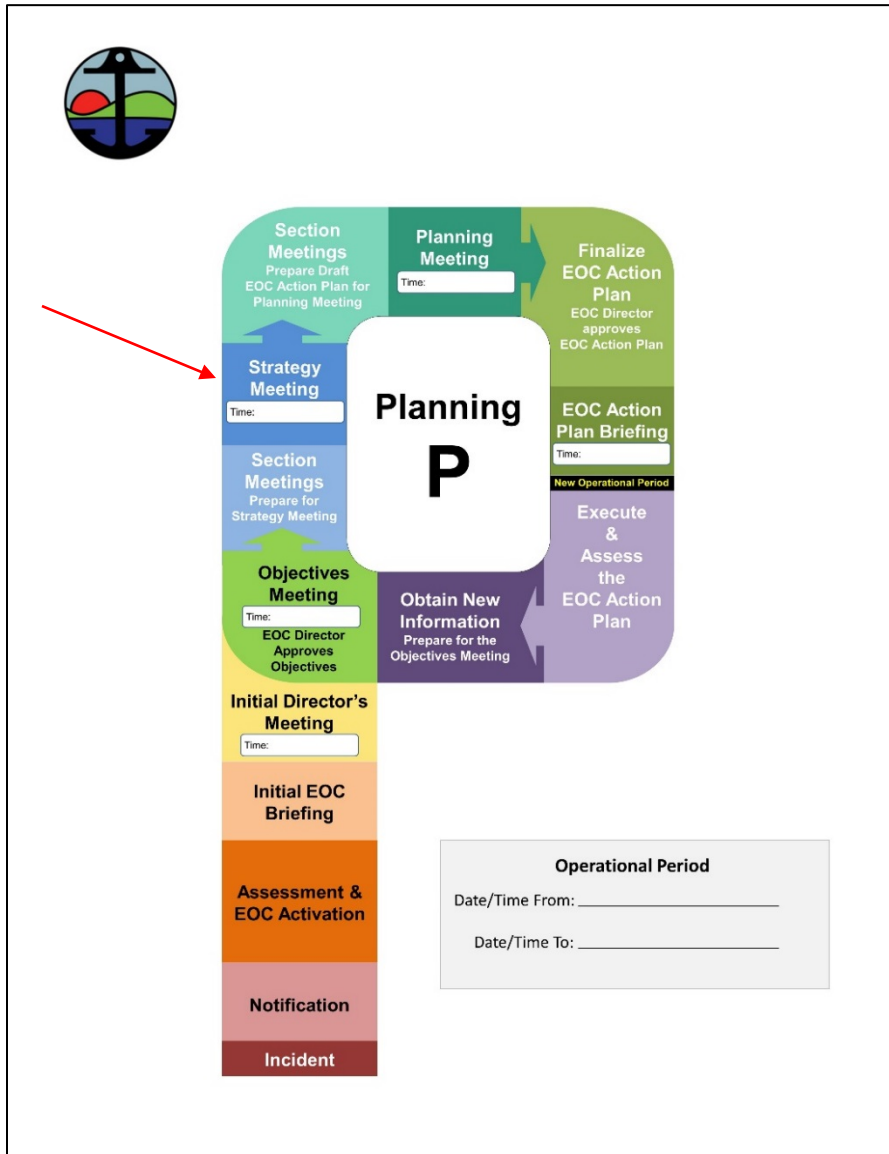 Section
Meetings
Prepare Draft
EOC Action Plan for
Planning Meeting
Planning
Meeting
Time:
Finalize
EOC Action
Plan
EOC Director
approves
EOC Action Plan
Strategy
Meeting
Time:
Planning
P
EOC Action
Plan Briefing
Time:
New Operational Period
Section
Meetings
Prepare for
Strategy Meeting
Execute
&
Assess
the
EOC Action
Plan
Objectives
Meeting
Time:
EOC Director
Approves
Objectives
Obtain New
Information
Prepare for the
Objectives Meeting
Initial Director's
Meeting
Time:
Initial EOC
Briefing
Assessment &
EOC Activation
Notification
Incident
Operational Period
Date/Time From:
Date/Time To: